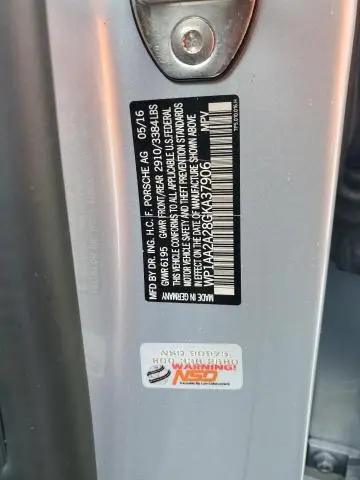 MFD BY DR. ING. H.C. F. PORSCHE AG 05/16
GVWR 6195 GAWR FRONT/REAR 2910/3384LBS
THIS VEHICLE CONFORMS TO ALL APPLICABLE U.S.FEDERAL
MOTOR VEHICLE SAFETY AND THEFT PREVENTION STANDARDS
IN EFFECT ON THE DATE OF MANUFACTURE SHOWN ABOVE
WP1AA2A28GKA37906 MPV
MADE IN GERMANY
WARNING!
NSD